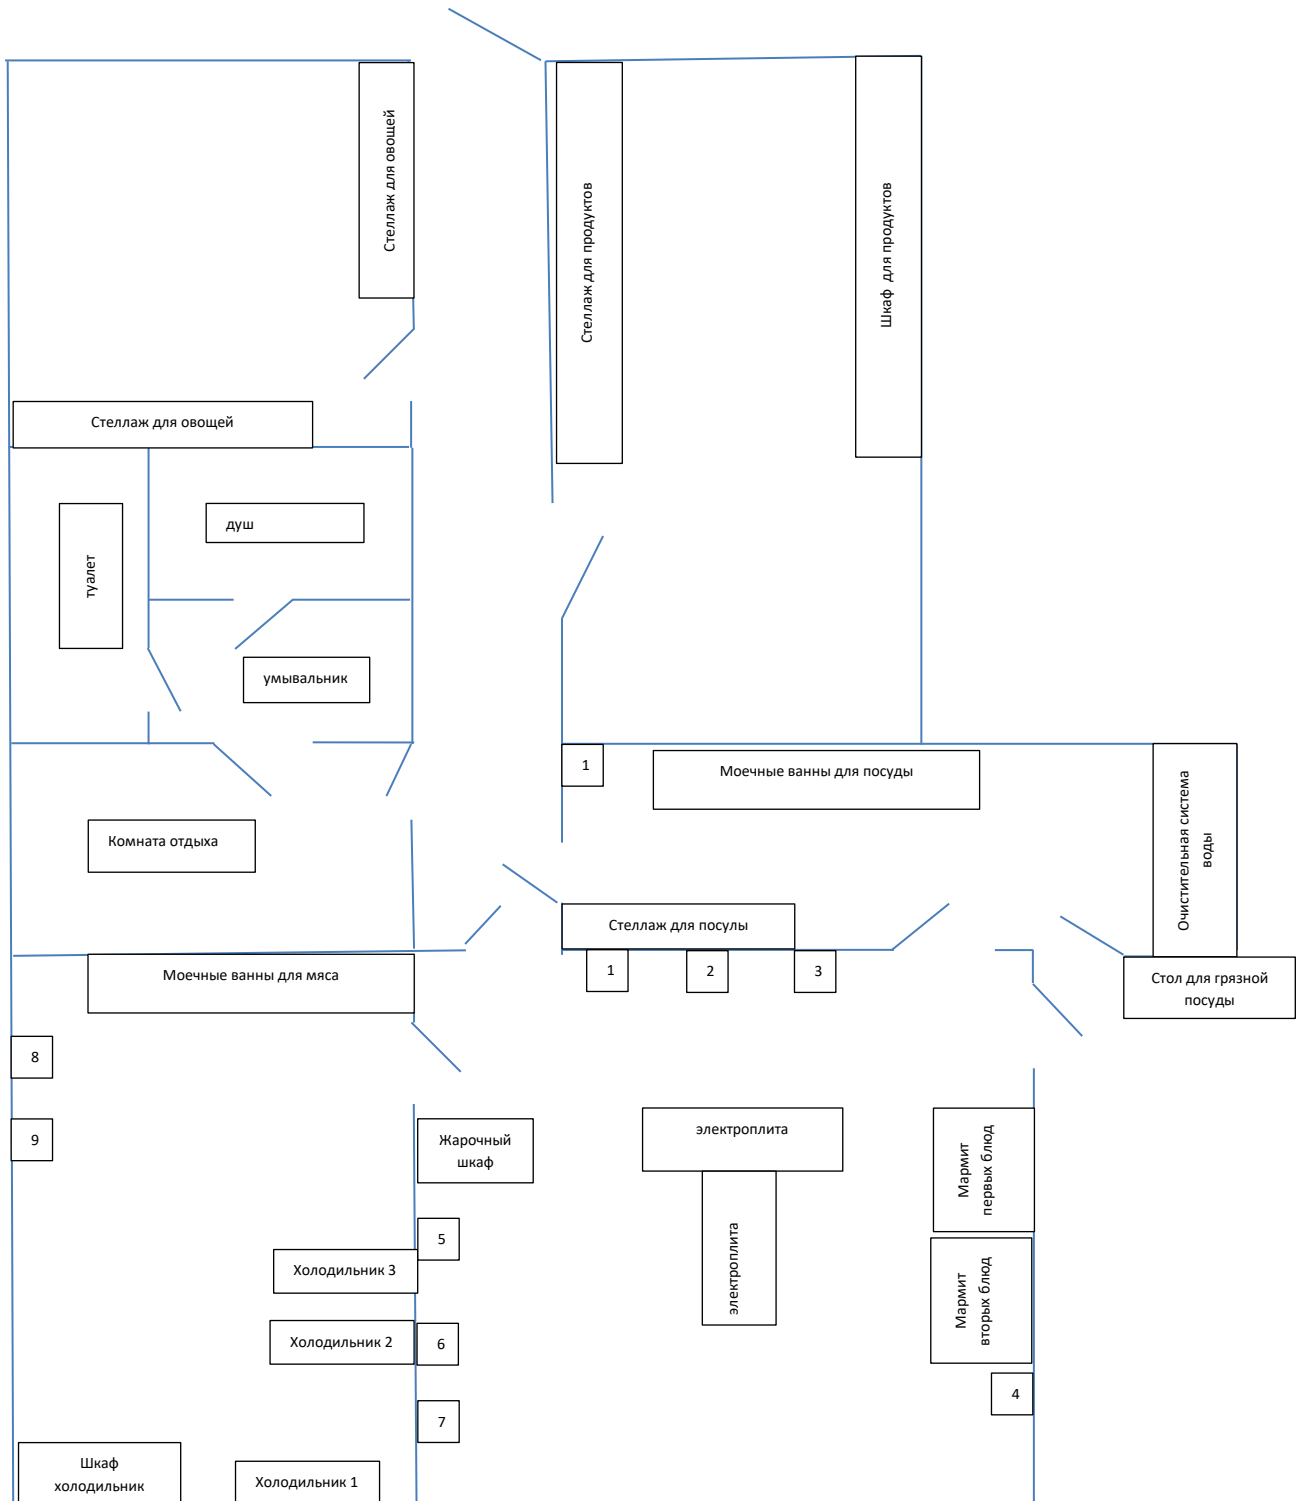 Стеллаж для овощей
Стеллаж для продуктов
Шкаф для продуктов
Стеллаж для овощей
туалет
душ
умывальник
1
Моечные ванны для посуды
Очистительная система
воды
Комната отдыха
Стеллаж для посулы
Моечные ванны для мяса
1
2
3
Стол для грязной
посуды
8
9
Жарочный
шкаф
электроплита
Мармит
первых блюд
электроплита
5
Холодильник 3
Мармит
вторых блюд
Холодильник 2
6
4
7
Шкаф
холодильник
Холодильник 1